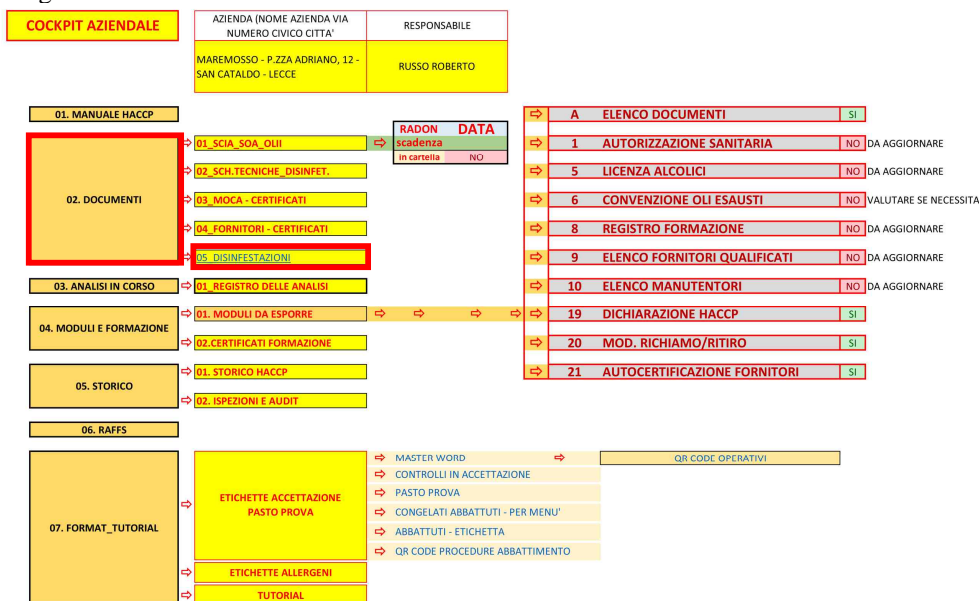 COCKPIT AZIENDALE
AZIENDA (NOME AZIENDA VIA
NUMERO CIVICO CITTA'
RESPONSABILE
MAREMOSSO - P.ZZA ADRIANO, 12 -
SAN CATALDO - LECCE
RUSSO ROBERTO
01. MANUALE HACCP
A ELENCO DOCUMENTI SI
RADON DATA
scadenza
in cartella NO
01_SCIA_SOA_OLII
1 AUTORIZZAZIONE SANITARIA NO DA AGGIORNARE
02_SCH.TECNICHE_DISINFET.
5 LICENZA ALCOLICI NO DA AGGIORNARE
02. DOCUMENTI
03_MOCA - CERTIFICATI
6 CONVENZIONE OLI ESAUSTI NO VALUTARE SE NECESSITA
04_FORNITORI - CERTIFICATI
8 REGISTRO FORMAZIONE NO DA AGGIORNARE
05_DISINFESTAZIONI
9 ELENCO FORNITORI QUALIFICATI NO DA AGGIORNARE
03. ANALISI IN CORSO
01_REGISTRO DELLE ANALISI
10 ELENCO MANUTENTORI NO DA AGGIORNARE
04. MODULI E FORMAZIONE
01. MODULI DA ESPORRE
19 DICHIARAZIONE HACCP SI
02.CERTIFICATI FORMAZIONE
20 MOD. RICHIAMO/RITIRO SI
05. STORICO
01. STORICO HACCP
21 AUTOCERTIFICAZIONE FORNITORI SI
02. ISPEZIONI E AUDIT
06. RAFFS
07. FORMAT_TUTORIAL
ETICHETTE ACCETTAZIONE
PASTO PROVA
MASTER WORD
QR CODE OPERATIVI
CONTROLLI IN ACCETTAZIONE
PASTO PROVA
CONGELATI ABBATTUTI - PER MENU'
ABBATTUTI - ETICHETTA
QR CODE PROCEDURE ABBATTIMENTO
ETICHETTE ALLERGENI
TUTORIAL